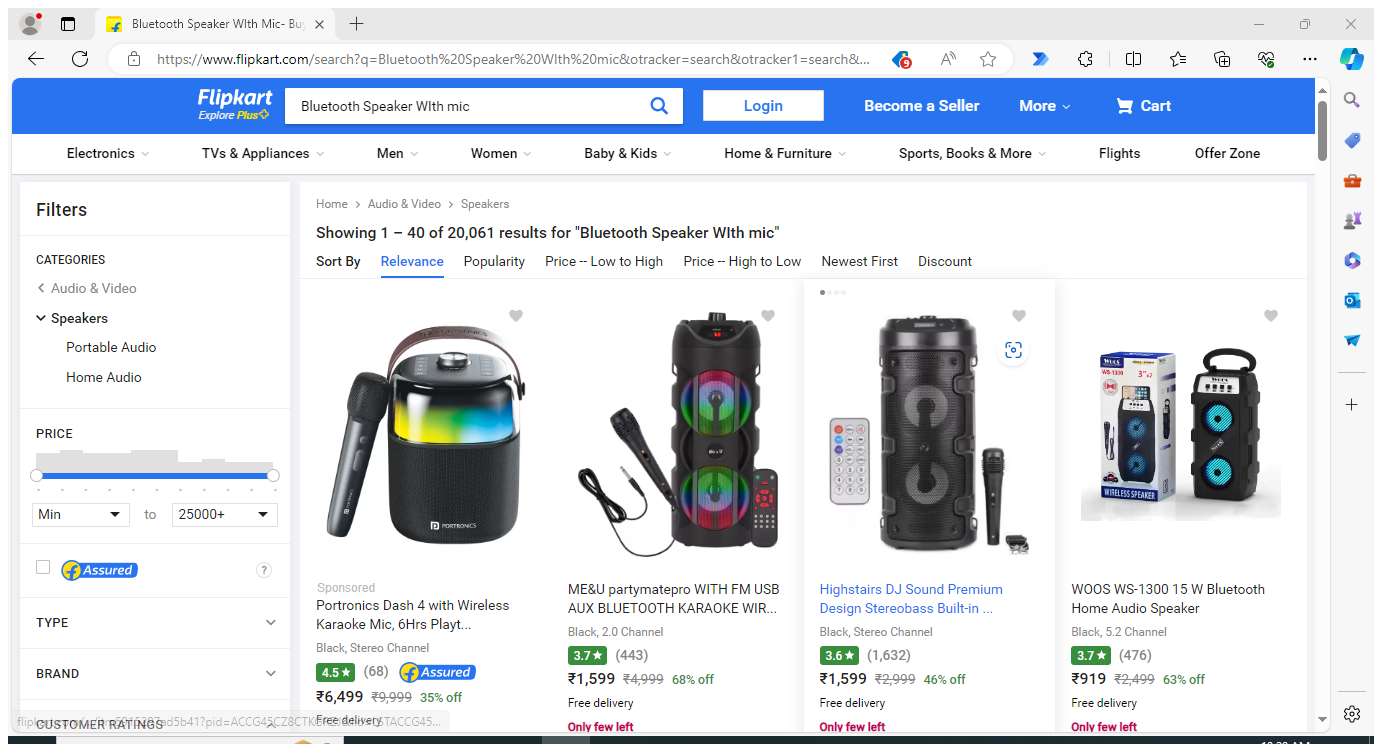 Bluetooth Speaker WIth Mic- Buy
https://www.flipkart.com/search?q=Bluetooth%20Speaker%20WIth%20mic&otracker=search&otracker1=search&...
9
Flipkart
Explore Plus
Bluetooth Speaker WIth mic
Login
Become a Seller
More
Cart
Electronics
TVs & Appliances
Men
Women
Baby & Kids
Home & Furniture
Sports, Books & More
Flights
Offer Zone
Filters
CATEGORIES
Audio & Video
Speakers
Portable Audio
Home Audio
PRICE
Min to 25000+
Assured ?
TYPE
BRAND
CUSTOMER RATINGS
Home > Audio & Video > Speakers
Showing 1 – 40 of 20,061 results for "Bluetooth Speaker WIth mic"
Sort By Relevance Popularity Price -- Low to High Price -- High to Low Newest First Discount
PORTRONICS
Sponsored
Portronics Dash 4 with Wireless
Karaoke Mic, 6Hrs Playt...
Black, Stereo Channel
4.5 ★ (68) Assured
₹6,499 ₹9,999 35% off
Free delivery
ME&U partymatepro WITH FM USB
AUX BLUETOOTH KARAOKE WIR...
Black, 2.0 Channel
3.7 ★ (443)
₹1,599 ₹4,999 68% off
Free delivery
Only few left
Highstairs DJ Sound Premium
Design Stereobass Built-in ...
Black, Stereo Channel
3.6 ★ (1,632)
₹1,599 ₹2,999 46% off
Free delivery
Only few left
WOOS
WS-1300
3"x2
WIRELESS SPEAKER
WOOS
WOOS WS-1300 15 W Bluetooth
Home Audio Speaker
Black, 5.2 Channel
3.7 ★ (476)
₹919 ₹2,499 63% off
Free delivery
Only few left